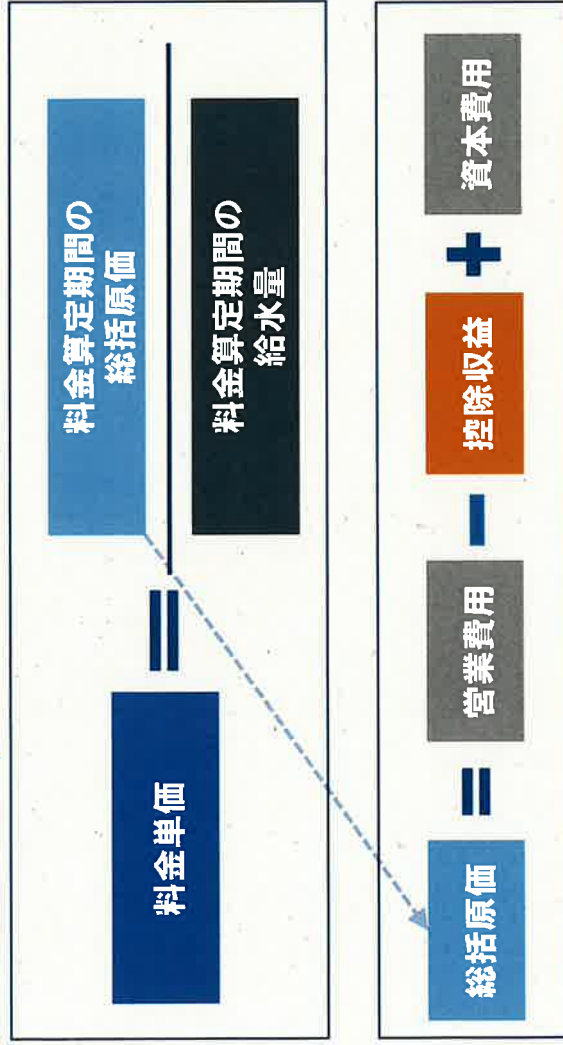 料金単価
=
料金算定期間の
総括原価
料金算定期間の
給水量
総括原価
=
営業費用
−
控除収益
+
資本費用